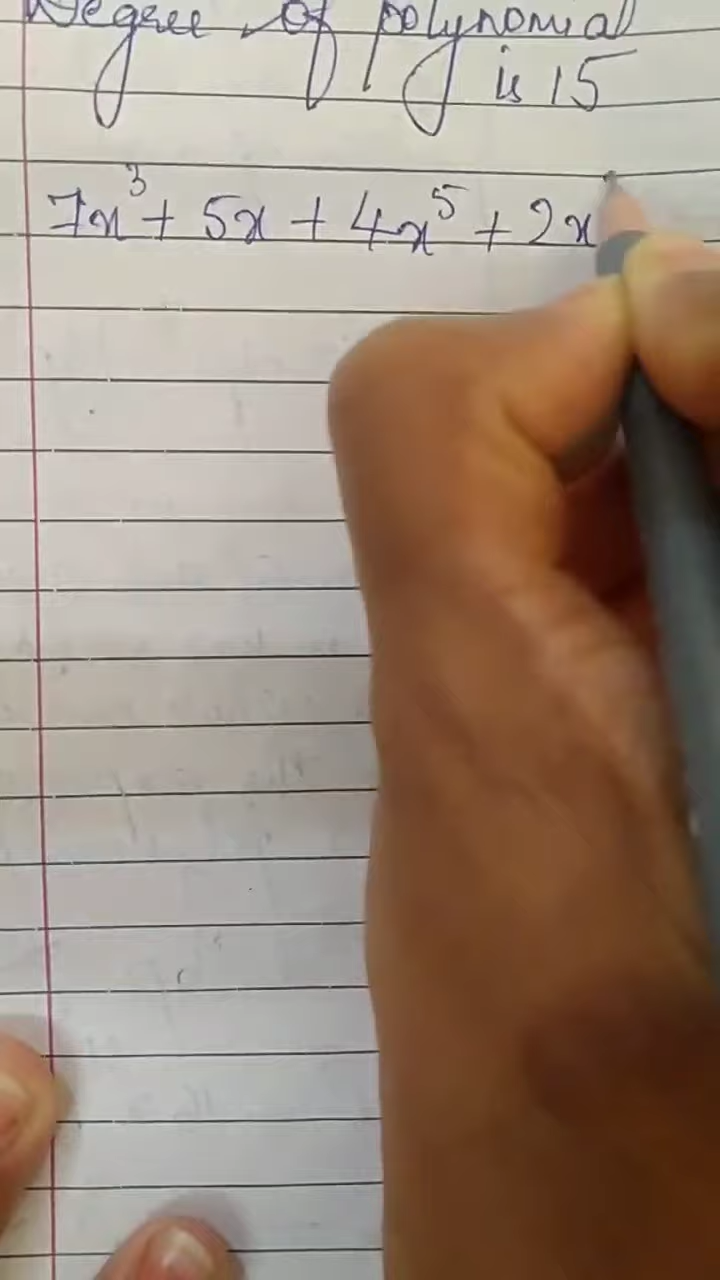 Degree of polynomial
is 15
7x³ + 5x + 4x⁵ + 2x